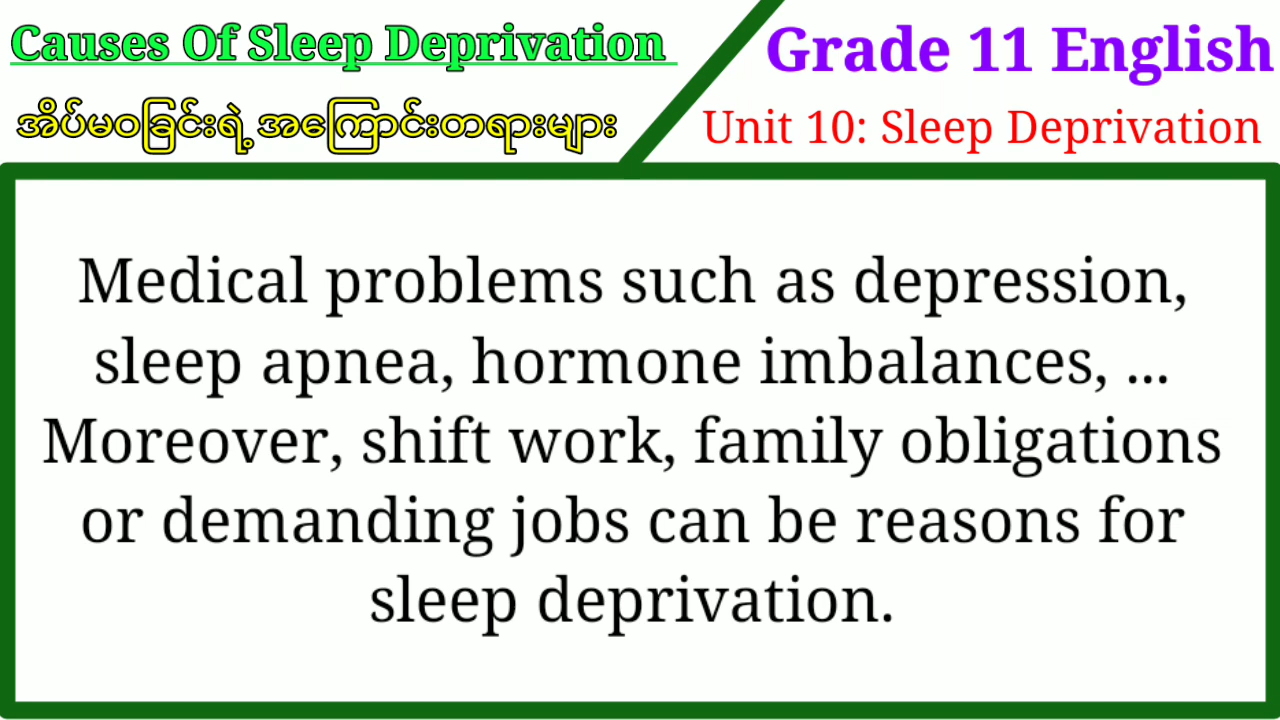 Causes Of Sleep Deprivation
အိပ်မဝခြင်းရဲ့ အကြောင်းတရားများ
Grade 11 English
Unit 10: Sleep Deprivation
Medical problems such as depression,
sleep apnea, hormone imbalances, ...
Moreover, shift work, family obligations
or demanding jobs can be reasons for
sleep deprivation.